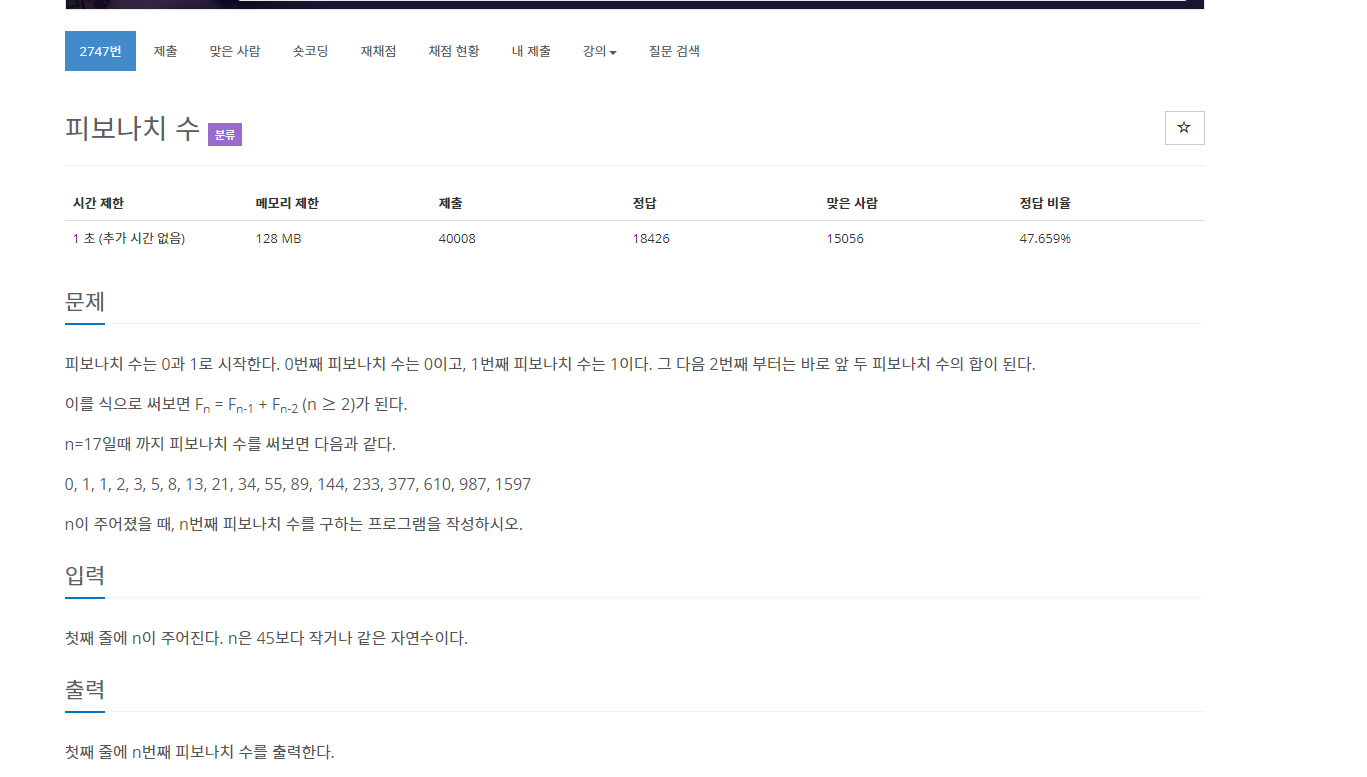 2747번 제출 맞은 사람 숏코딩 재채점 채점 현황 내 제출 강의 질문 검색
피보나치 수 분류
시간 제한 메모리 제한 제출 정답 맞은 사람 정답 비율
1 초 (추가 시간 없음) 128 MB 40008 18426 15056 47.659%
문제
피보나치 수는 0과 1로 시작한다. 0번째 피보나치 수는 0이고, 1번째 피보나치 수는 1이다. 그 다음 2번째 부터는 바로 앞 두 피보나치 수의 합이 된다.
이를 식으로 써보면 Fn = Fn-1 + Fn-2 (n ≥ 2)가 된다.
n=17일때 까지 피보나치 수를 써보면 다음과 같다.
0, 1, 1, 2, 3, 5, 8, 13, 21, 34, 55, 89, 144, 233, 377, 610, 987, 1597
n이 주어졌을 때, n번째 피보나치 수를 구하는 프로그램을 작성하시오.
입력
첫째 줄에 n이 주어진다. n은 45보다 작거나 같은 자연수이다.
출력
첫째 줄에 n번째 피보나치 수를 출력한다.